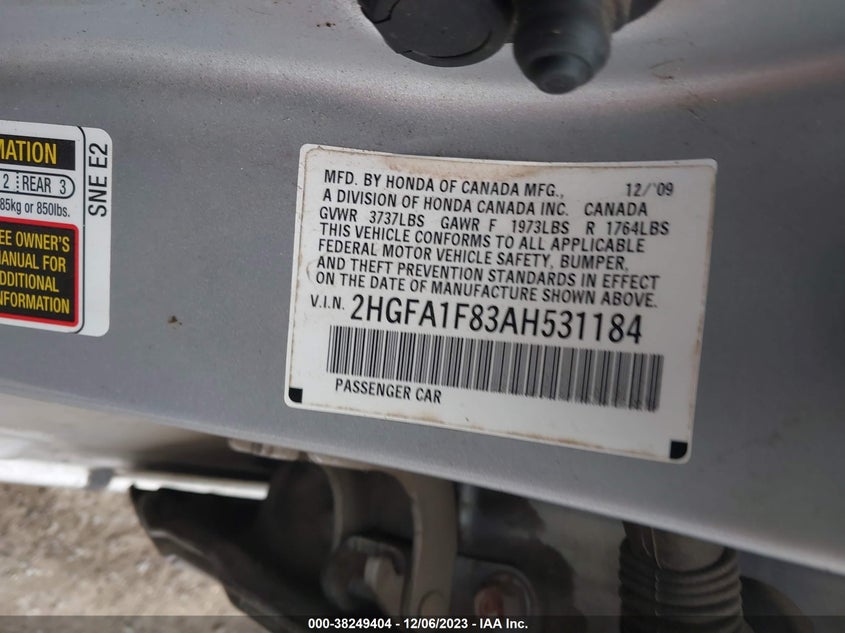 MATION
2 REAR 3
85kg or 850lbs.
EE OWNER'S
MANUAL FOR
ADDITIONAL
INFORMATION
SNE E2
MFD. BY HONDA OF CANADA MFG., 12/'09
A DIVISION OF HONDA CANADA INC. CANADA
GVWR 3737LBS GAWR F 1973LBS R 1764LBS
THIS VEHICLE CONFORMS TO ALL APPLICABLE
FEDERAL MOTOR VEHICLE SAFETY, BUMPER,
AND THEFT PREVENTION STANDARDS IN EFFECT
ON THE DATE OF MANUFACTURE SHOWN ABOVE.
V.I.N. 2HGFA1F83AH531184
PASSENGER CAR
000-38249404 - 12/06/2023 - IAA Inc.